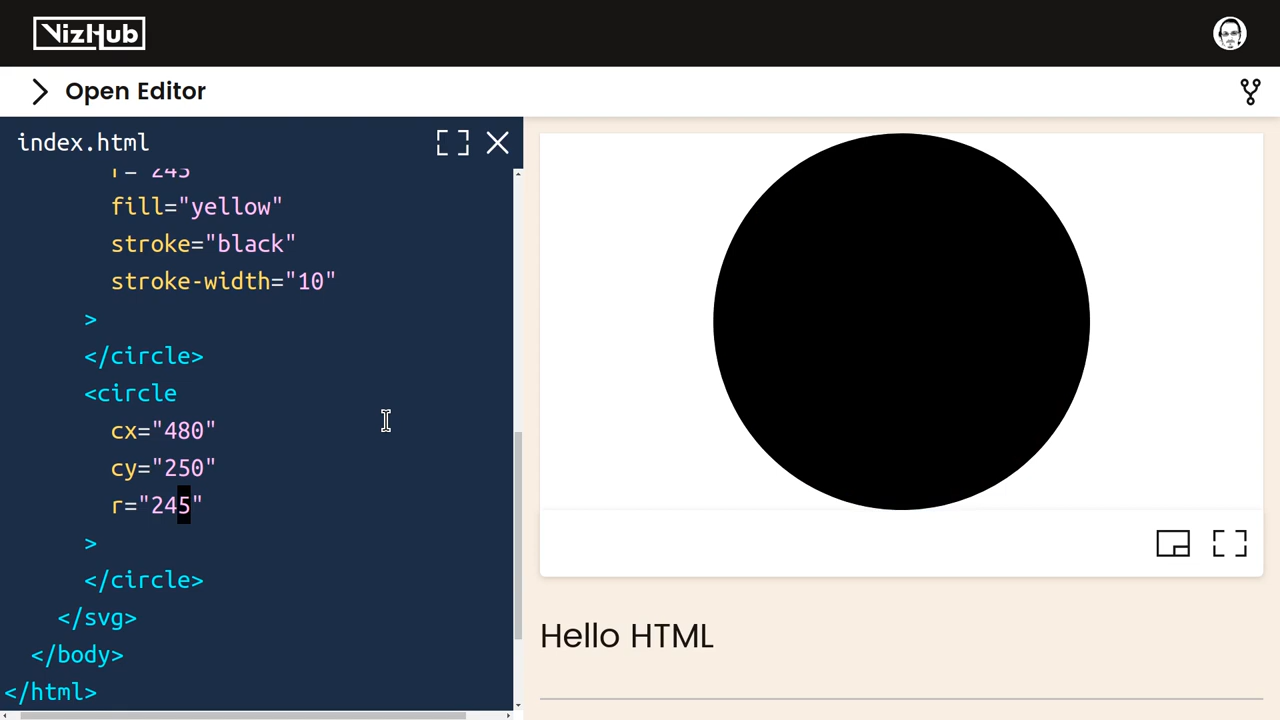 VizHub
Open Editor
index.html
r="245
fill="yellow"
stroke="black"
stroke-width="10"
>
</circle>
<circle
cx="480"
cy="250"
r="245"
>
</circle>
</svg>
</body>
</html>
Hello HTML